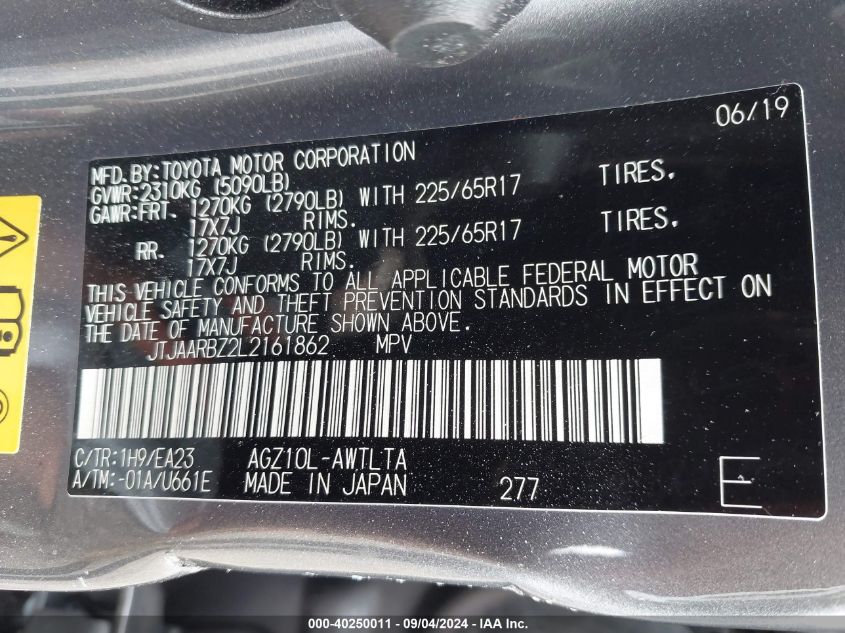 06/19
MFD.BY:TOYOTA MOTOR CORPORATION
GVWR:2310KG (5090LB)
GAWR:FRT. 1270KG (2790LB) WITH 225/65R17 TIRES.
17X7J RIMS.
RR. 1270KG (2790LB) WITH 225/65R17 TIRES.
17X7J RIMS.
THIS VEHICLE CONFORMS TO ALL APPLICABLE FEDERAL MOTOR
VEHICLE SAFETY AND THEFT PREVENTION STANDARDS IN EFFECT ON
THE DATE OF MANUFACTURE SHOWN ABOVE.
JTJAARBZ2L2161862 MPV
C/TR:1H9/EA23 AGZ10L-AWTLTA
A/TM:-01A/U661E MADE IN JAPAN 277 E
000-40250011 - 09/04/2024 - IAA Inc.